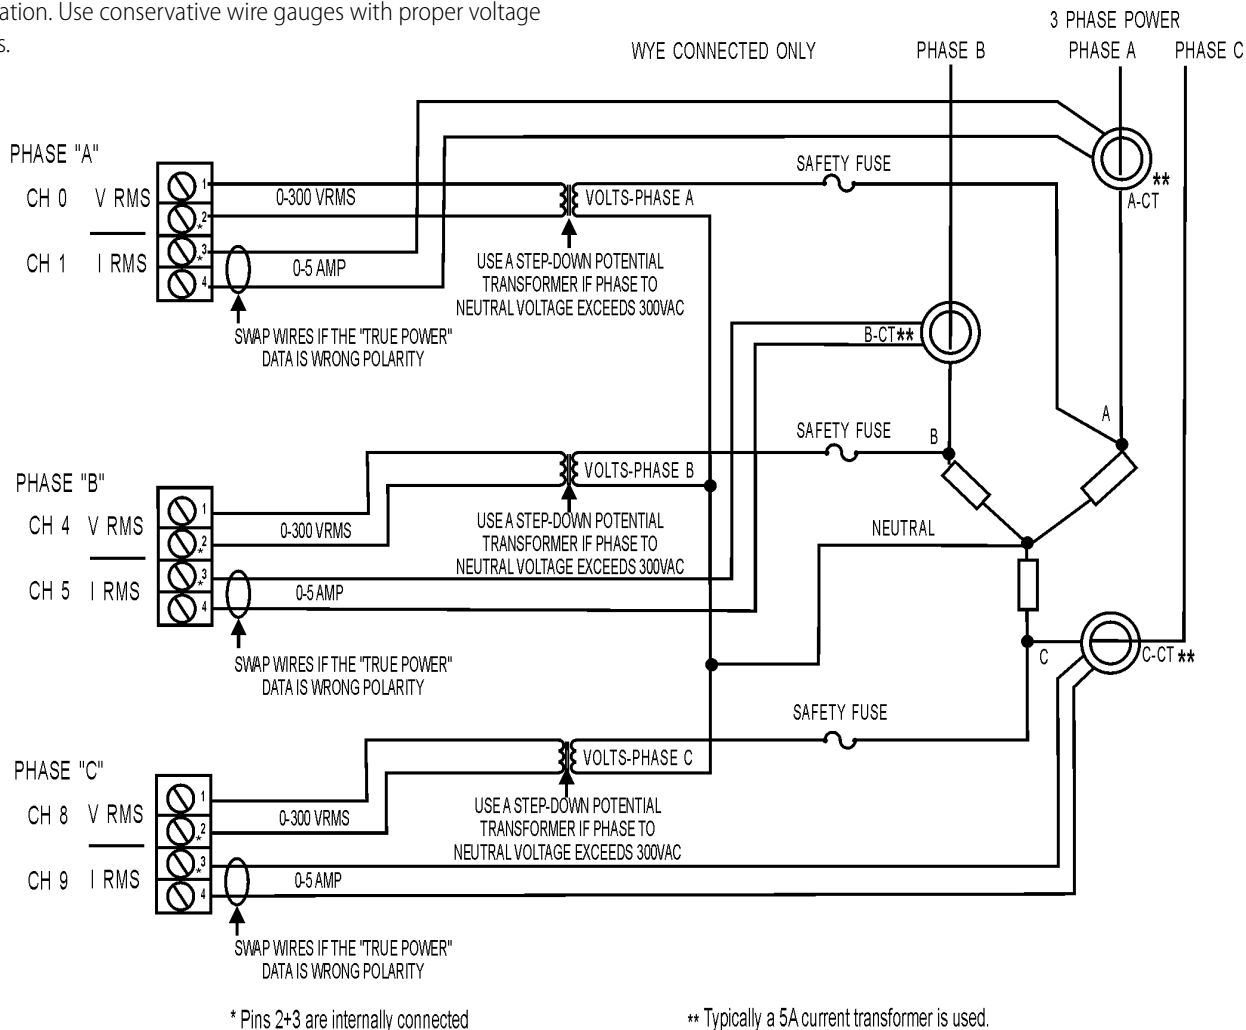 ation. Use conservative wire gauges with proper voltage
s.
3 PHASE POWER
WYE CONNECTED ONLY
PHASE B
PHASE A
PHASE C
PHASE "A"
CH 0 V RMS
CH 1 I RMS
1
2
*
3
*
4
0-300 VRMS
0-5 AMP
SWAP WIRES IF THE "TRUE POWER"
DATA IS WRONG POLARITY
VOLTS-PHASE A
USE A STEP-DOWN POTENTIAL
TRANSFORMER IF PHASE TO
NEUTRAL VOLTAGE EXCEEDS 300VAC
SAFETY FUSE
**
A-CT
B-CT**
A
PHASE "B"
CH 4 V RMS
CH 5 I RMS
1
2
*
3
*
4
0-300 VRMS
0-5 AMP
SWAP WIRES IF THE "TRUE POWER"
DATA IS WRONG POLARITY
VOLTS-PHASE B
USE A STEP-DOWN POTENTIAL
TRANSFORMER IF PHASE TO
NEUTRAL VOLTAGE EXCEEDS 300VAC
SAFETY FUSE
B
NEUTRAL
C
C-CT **
PHASE "C"
CH 8 V RMS
CH 9 I RMS
1
2
*
3
*
4
0-300 VRMS
0-5 AMP
SWAP WIRES IF THE "TRUE POWER"
DATA IS WRONG POLARITY
VOLTS-PHASE C
USE A STEP-DOWN POTENTIAL
TRANSFORMER IF PHASE TO
NEUTRAL VOLTAGE EXCEEDS 300VAC
SAFETY FUSE
* Pins 2+3 are internally connected
** Typically a 5A current transformer is used.